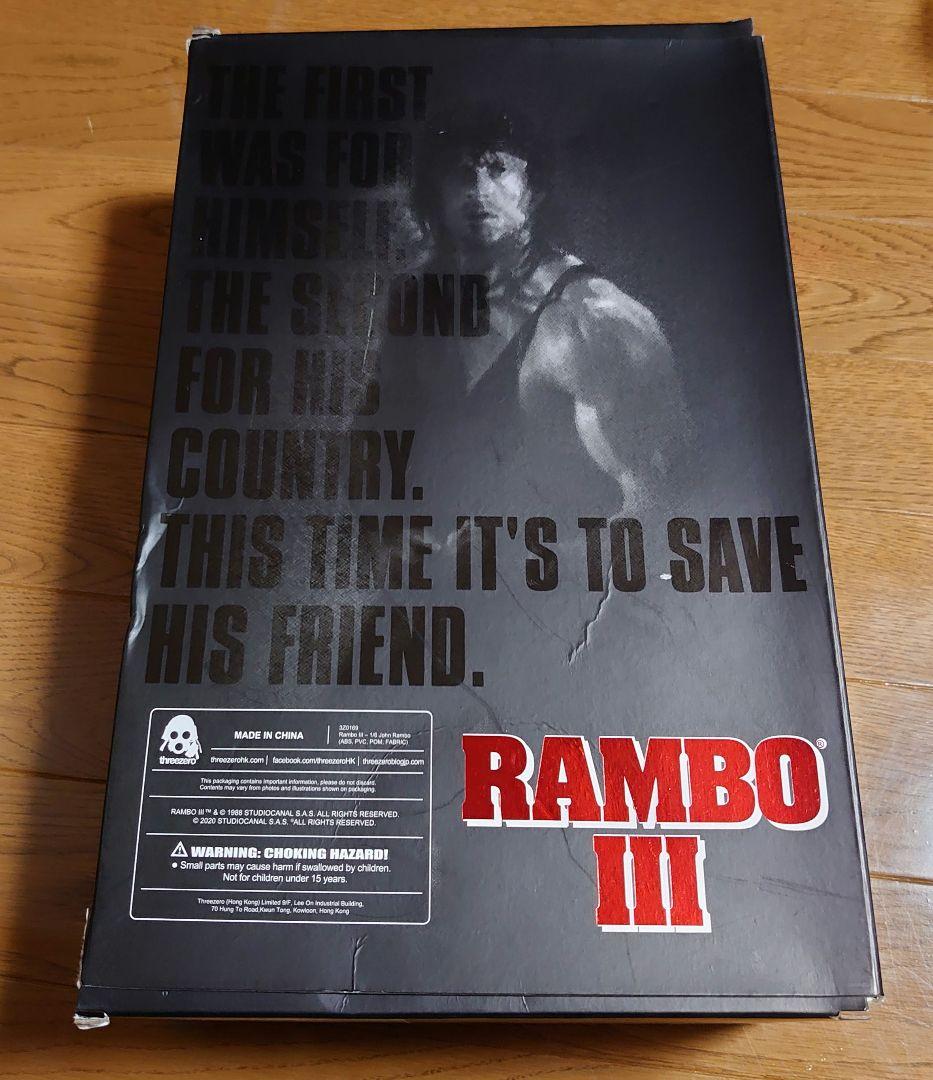 THE FIRST
WAS FOR
HIMSELF.
THE SECOND
FOR HIS
COUNTRY.
THIS TIME IT'S TO SAVE
HIS FRIEND.
threezero
MADE IN CHINA
3Z0169
Rambo III – 1/6 John Rambo
(ABS, PVC, POM, FABRIC)
threezerohk.com | facebook.com/threezeroHK | threezeroblogjp.com
This packaging contains important information, please do not discard.
Contents may vary from photos and illustrations shown on packaging.
RAMBO III™ & © 1988 STUDIOCANAL S.A.S. ALL RIGHTS RESERVED.
© 2020 STUDIOCANAL S.A.S. ®ALL RIGHTS RESERVED.
WARNING: CHOKING HAZARD!
● Small parts may cause harm if swallowed by children.
Not for children under 15 years.
Threezero (Hong Kong) Limited 9/F, Lee On Industrial Building,
70 Hung To Road,Kwun Tong, Kowloon, Hong Kong
RAMBO®
III